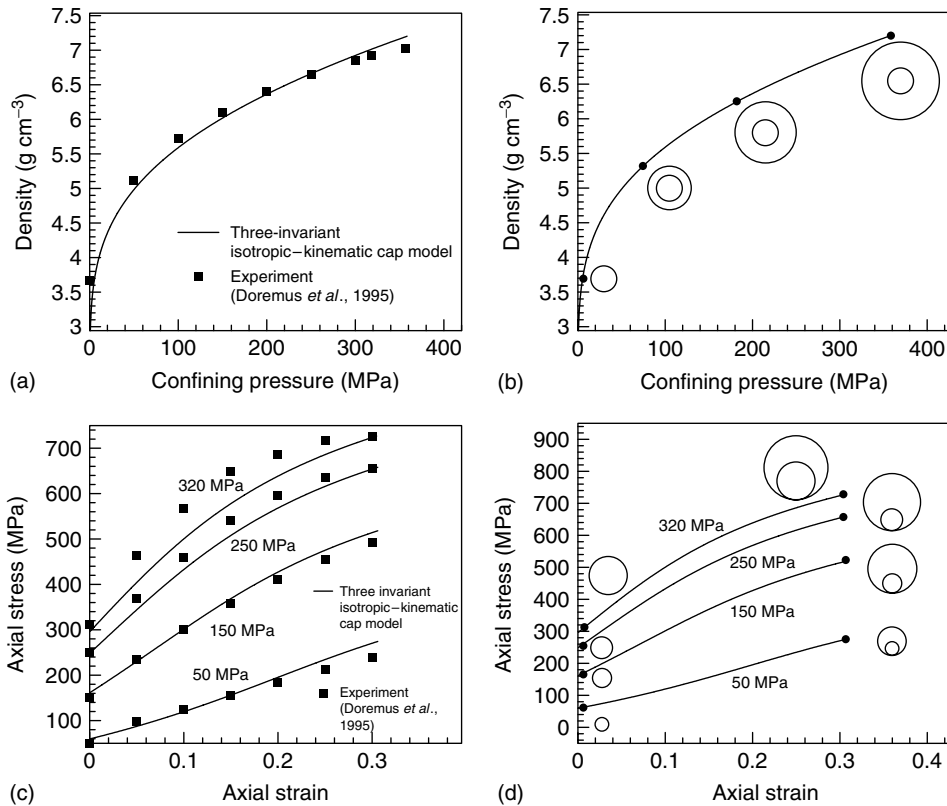 7.5
7
6.5
6
5.5
5
4.5
4
3.5
3
Density (g cm⁻³)
Three-invariant
isotropic–kinematic cap model
Experiment
(Doremus et al., 1995)
0
100
200
300
400
(a)
Confining pressure (MPa)
7.5
7
6.5
6
5.5
5
4.5
4
3.5
3
Density (g cm⁻³)
0
100
200
300
400
(b)
Confining pressure (MPa)
700
600
500
400
300
200
100
Axial stress (MPa)
320 MPa
250 MPa
150 MPa
50 MPa
Three invariant
isotropic–kinematic
cap model
Experiment
(Doremus et al.,
1995)
0
0.1
0.2
0.3
(c)
Axial strain
900
800
700
600
500
400
300
200
100
0
Axial stress (MPa)
320 MPa
250 MPa
150 MPa
50 MPa
0
0.1
0.2
0.3
0.4
(d)
Axial strain